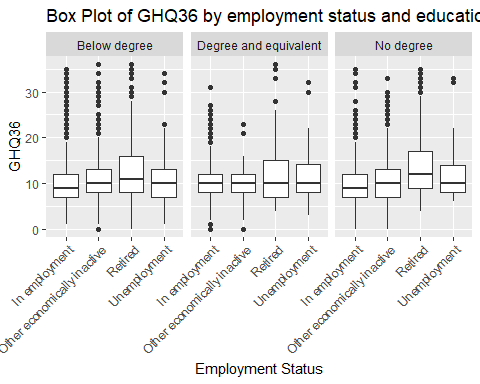 Box Plot of GHQ36 by employment status and educatio
Below degree
Degree and equivalent
No degree
GHQ36
30
20
10
0
In employment
Other economically inactive
Retired
Unemployment
In employment
Other economically inactive
Retired
Unemployment
In employment
Other economically inactive
Retired
Unemployment
Employment Status